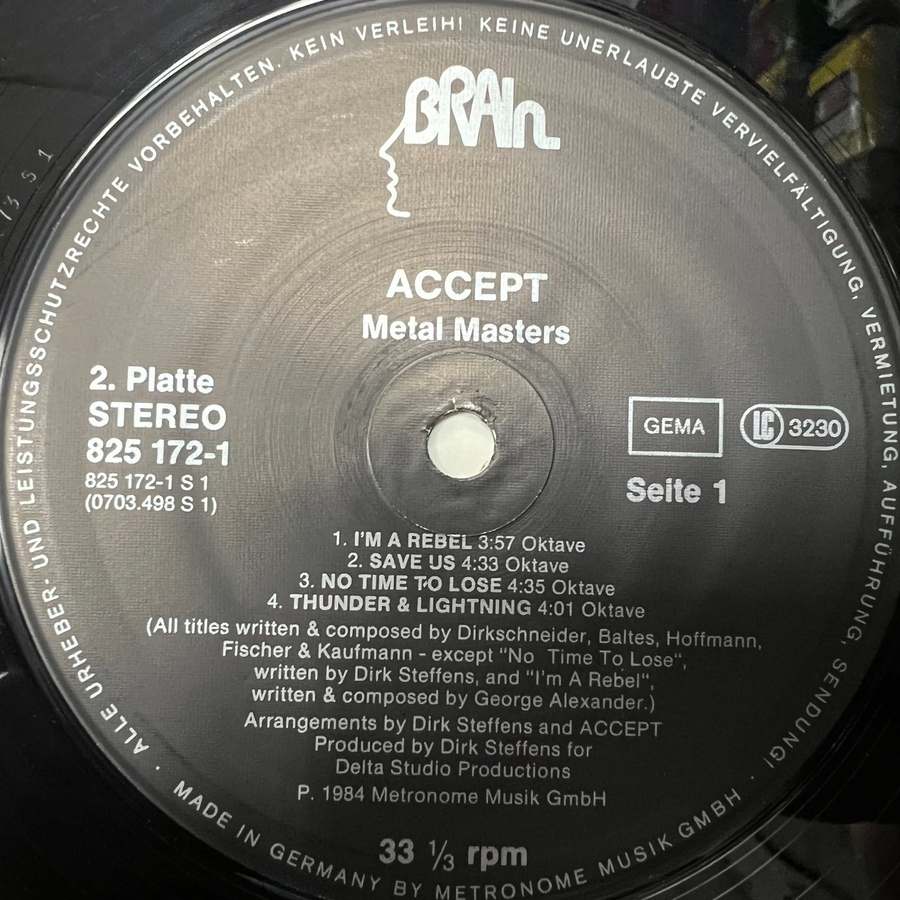 ALLE URHEBER- UND LEISTUNGSSCHUTZRECHTE VORBEHALTEN. KEIN VERLEIH! KEINE UNERLAUBTE VERVIELFÄLTIGUNG, VERMIETUNG, AUFFÜHRUNG, SENDUNG!
BRAIN
ACCEPT
Metal Masters
2. Platte
STEREO
825 172-1
825 172-1 S 1
(0703.498 S 1)
GEMA
LC 3230
Seite 1
1. I'M A REBEL 3:57 Oktave
2. SAVE US 4:33 Oktave
3. NO TIME TO LOSE 4:35 Oktave
4. THUNDER & LIGHTNING 4:01 Oktave
(All titles written & composed by Dirkschneider, Baltes, Hoffmann,
Fischer & Kaufmann - except "No Time To Lose",
written by Dirk Steffens, and "I'm A Rebel",
written & composed by George Alexander.)
Arrangements by Dirk Steffens and ACCEPT
Produced by Dirk Steffens for
Delta Studio Productions
P. 1984 Metronome Musik GmbH
33 ⅓ rpm
· MADE IN GERMANY BY METRONOME MUSIK GMBH ·